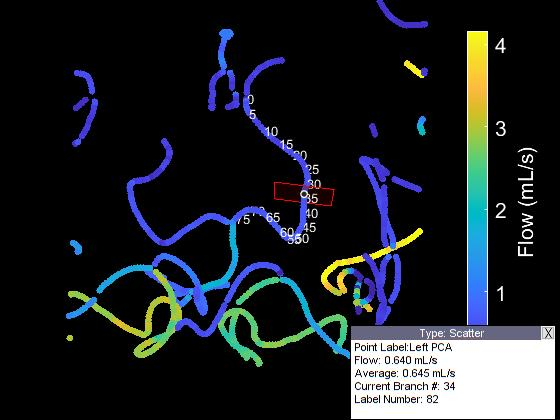 0
5
10
15
20
25
30
35
40
45
50
60
65
75
4
3
2
1
Flow (mL/s)
Type: Scatter
X
Point Label:Left PCA
Flow: 0.640 mL/s
Average: 0.645 mL/s
Current Branch #: 34
Label Number: 82